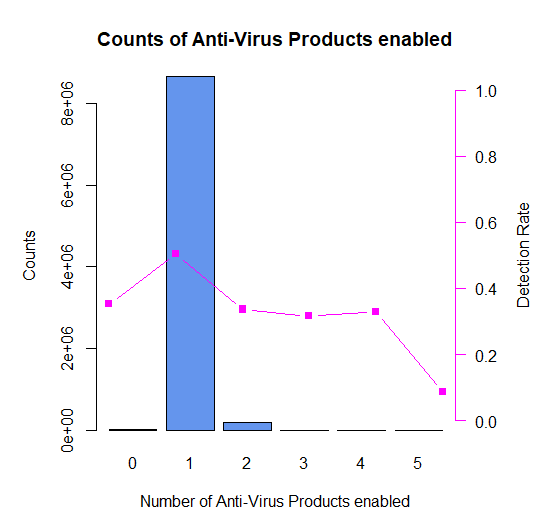 Counts of Anti-Virus Products enabled
8e+06
6e+06
4e+06
2e+06
0e+00
Counts
1.0
0.8
0.6
0.4
0.2
0.0
Detection Rate
0 1 2 3 4 5
Number of Anti-Virus Products enabled